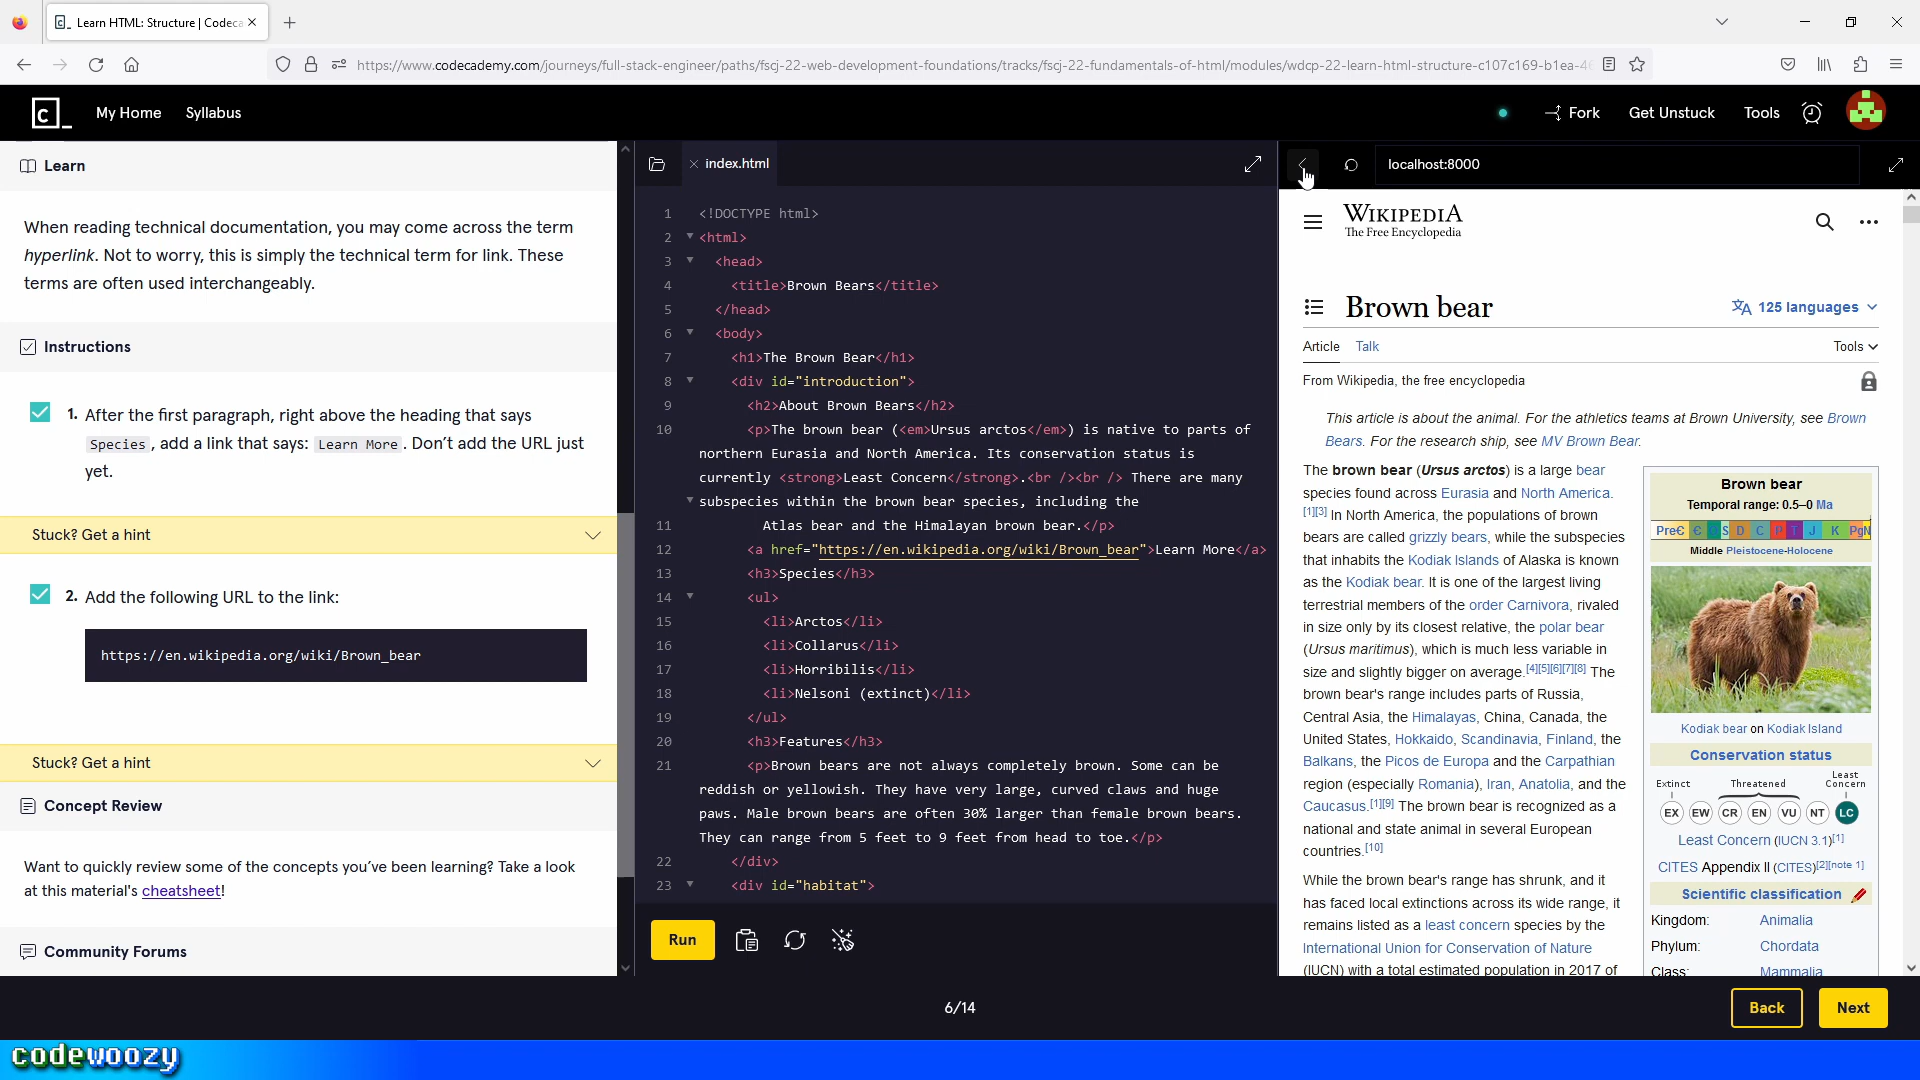 Learn HTML: Structure | Codeca
https://www.codecademy.com/journeys/full-stack-engineer/paths/fscj-22-web-development-foundations/tracks/fscj-22-fundamentals-of-html/modules/wdcp-22-learn-html-structure-c107c169-b1ea-4
My Home
Syllabus
Fork
Get Unstuck
Tools
Learn
When reading technical documentation, you may come across the term
hyperlink. Not to worry, this is simply the technical term for link. These
terms are often used interchangeably.
Instructions
1. After the first paragraph, right above the heading that says
Species, add a link that says: Learn More. Don’t add the URL just
yet.
Stuck? Get a hint
2. Add the following URL to the link:
https://en.wikipedia.org/wiki/Brown_bear
Stuck? Get a hint
Concept Review
Want to quickly review some of the concepts you’ve been learning? Take a look
at this material's cheatsheet!
Community Forums
index.html
1 <!DOCTYPE html>
2 <html>
3 <head>
4 <title>Brown Bears</title>
5 </head>
6 <body>
7 <h1>The Brown Bear</h1>
8 <div id="introduction">
9 <h2>About Brown Bears</h2>
10 <p>The brown bear (<em>Ursus arctos</em>) is native to parts of
northern Eurasia and North America. Its conservation status is
currently <strong>Least Concern</strong>.<br /><br /> There are many
subspecies within the brown bear species, including the
11 Atlas bear and the Himalayan brown bear.</p>
12 <a href="https://en.wikipedia.org/wiki/Brown_bear">Learn More</a>
13 <h3>Species</h3>
14 <ul>
15 <li>Arctos</li>
16 <li>Collarus</li>
17 <li>Horribilis</li>
18 <li>Nelsoni (extinct)</li>
19 </ul>
20 <h3>Features</h3>
21 <p>Brown bears are not always completely brown. Some can be
reddish or yellowish. They have very large, curved claws and huge
paws. Male brown bears are often 30% larger than female brown bears.
They can range from 5 feet to 9 feet from head to toe.</p>
22 </div>
23 <div id="habitat">
Run
localhost:8000
WIKIPEDIA
The Free Encyclopedia
Brown bear
125 languages
Article
Talk
Tools
From Wikipedia, the free encyclopedia
This article is about the animal. For the athletics teams at Brown University, see Brown
Bears. For the research ship, see MV Brown Bear.
The brown bear (Ursus arctos) is a large bear
species found across Eurasia and North America.
[1][3] In North America, the populations of brown
bears are called grizzly bears, while the subspecies
that inhabits the Kodiak Islands of Alaska is known
as the Kodiak bear. It is one of the largest living
terrestrial members of the order Carnivora, rivaled
in size only by its closest relative, the polar bear
(Ursus maritimus), which is much less variable in
size and slightly bigger on average.[4][5][6][7][8] The
brown bear's range includes parts of Russia,
Central Asia, the Himalayas, China, Canada, the
United States, Hokkaido, Scandinavia, Finland, the
Balkans, the Picos de Europa and the Carpathian
region (especially Romania), Iran, Anatolia, and the
Caucasus.[1][9] The brown bear is recognized as a
national and state animal in several European
countries.[10]
While the brown bear's range has shrunk, and it
has faced local extinctions across its wide range, it
remains listed as a least concern species by the
International Union for Conservation of Nature
(IUCN) with a total estimated population in 2017 of
Brown bear
Temporal range: 0.5–0 Ma
PreꞒ Ꞓ O S D C P T J K PgN
Middle Pleistocene-Holocene
Kodiak bear on Kodiak Island
Conservation status
Extinct
Threatened
Least
Concern
EX EW CR EN VU NT LC
Least Concern (IUCN 3.1)[1]
CITES Appendix II (CITES)[2][note 1]
Scientific classification
Kingdom: Animalia
Phylum: Chordata
Class: Mammalia
6/14
Back
Next
codewoozy